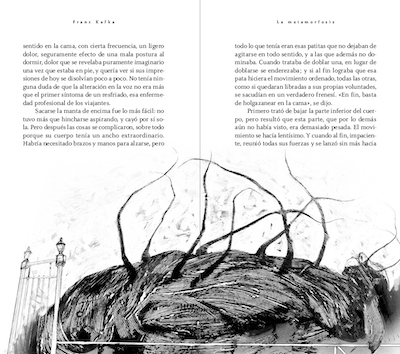 Franz Kafka
sentido en la cama, con cierta frecuencia, un ligero
dolor, seguramente efecto de una mala postura al
dormir, dolor que se revelaba puramente imaginario
una vez que estaba en pie, y quería ver si sus impre-
siones de hoy se disolvían poco a poco. No tenía nin-
guna duda de que la alteración en la voz no era más
que el primer síntoma de un resfriado, esa enferme-
dad profesional de los viajantes.
Sacarse la manta de encima fue lo más fácil: no
tuvo más que hincharse aspirando, y cayó por sí so-
la. Pero después las cosas se complicaron, sobre todo
porque su cuerpo tenía un ancho extraordinario.
Habría necesitado brazos y manos para alzarse, pero
La metamorfosis
todo lo que tenía eran esas patitas que no dejaban de
agitarse en todo sentido, y a las que además no do-
minaba. Cuando trataba de doblar una, en lugar de
doblarse se enderezaba; y si al fin lograba que esa
pata hiciera el movimiento ordenado, todas las otras,
como si quedaran libradas a sus propias voluntades,
se sacudían en un verdadero frenesí. «En fin, basta
de holgazanear en la cama», se dijo.
Primero trató de bajar la parte inferior del cuer-
po, pero resultó que esta parte, que por lo demás
aún no había visto, era demasiado pesada. El movi-
miento se hacía lentísimo. Y cuando al fin, impacien-
te, reunió todas sus fuerzas y se lanzó sin más hacia